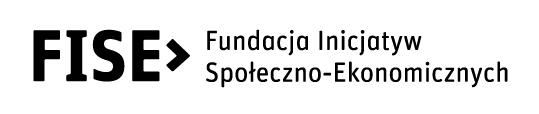 FISE> Fundacja Inicjatyw
Społeczno-Ekonomicznych